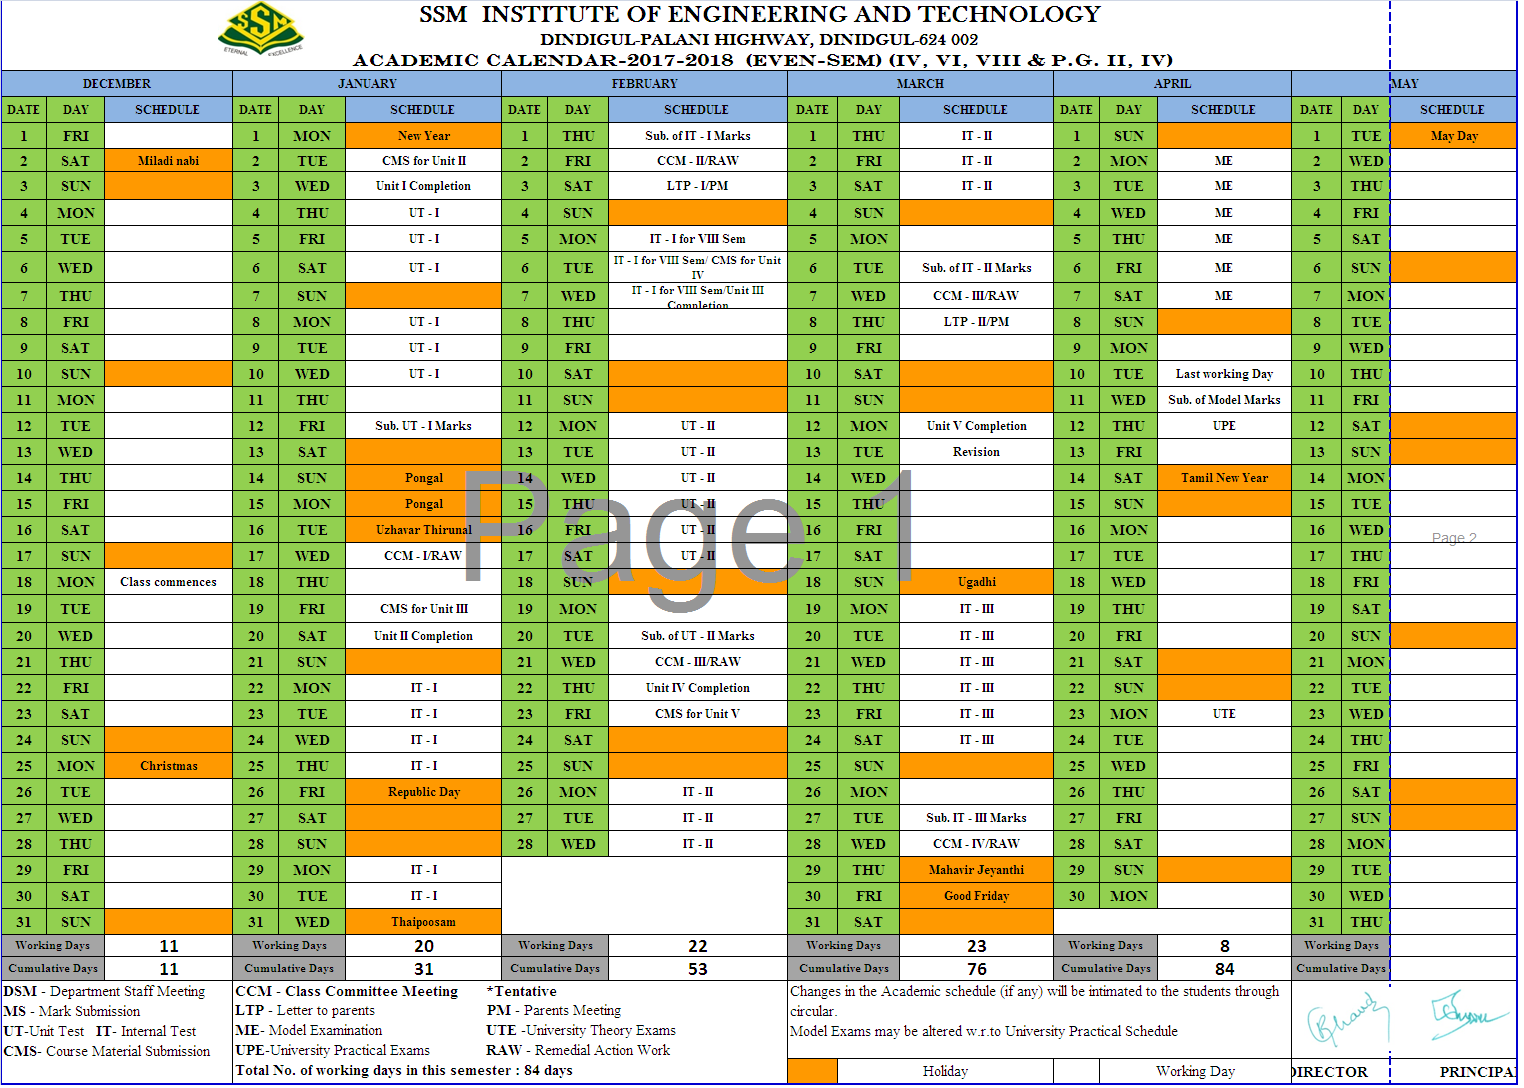 SSM INSTITUTE OF ENGINEERING AND TECHNOLOGY
DINDIGUL-PALANI HIGHWAY, DINIDGUL-624 002
ACADEMIC CALENDAR-2017-2018 (EVEN-SEM) (IV, VI, VIII & P.G. II, IV)
SSM
ETERNAL EXCELLENCE
DECEMBER JANUARY FEBRUARY MARCH APRIL MAY
DATE DAY SCHEDULE DATE DAY SCHEDULE DATE DAY SCHEDULE DATE DAY SCHEDULE DATE DAY SCHEDULE DATE DAY SCHEDULE
1 FRI 1 MON New Year 1 THU Sub. of IT - I Marks 1 THU IT - II 1 SUN 1 TUE May Day
2 SAT Miladi nabi 2 TUE CMS for Unit II 2 FRI CCM - II/RAW 2 FRI IT - II 2 MON ME 2 WED
3 SUN 3 WED Unit I Completion 3 SAT LTP - I/PM 3 SAT IT - II 3 TUE ME 3 THU
4 MON 4 THU UT - I 4 SUN 4 SUN 4 WED ME 4 FRI
5 TUE 5 FRI UT - I 5 MON IT - I for VIII Sem 5 MON 5 THU ME 5 SAT
6 WED 6 SAT UT - I 6 TUE IT - I for VIII Sem/ CMS for Unit IV 6 TUE Sub. of IT - II Marks 6 FRI ME 6 SUN
7 THU 7 SUN 7 WED IT - I for VIII Sem/Unit III Completion 7 WED CCM - III/RAW 7 SAT ME 7 MON
8 FRI 8 MON UT - I 8 THU 8 THU LTP - II/PM 8 SUN 8 TUE
9 SAT 9 TUE UT - I 9 FRI 9 FRI 9 MON 9 WED
10 SUN 10 WED UT - I 10 SAT 10 SAT 10 TUE Last working Day 10 THU
11 MON 11 THU 11 SUN 11 SUN 11 WED Sub. of Model Marks 11 FRI
12 TUE 12 FRI Sub. UT - I Marks 12 MON UT - II 12 MON Unit V Completion 12 THU UPE 12 SAT
13 WED 13 SAT 13 TUE UT - II 13 TUE Revision 13 FRI 13 SUN
14 THU 14 SUN Pongal 14 WED UT - II 14 WED 14 SAT Tamil New Year 14 MON
15 FRI 15 MON Pongal 15 THU UT - II 15 THU 15 SUN 15 TUE
16 SAT 16 TUE Uzhavar Thirunal 16 FRI UT - II 16 FRI 16 MON 16 WED
17 SUN 17 WED CCM - I/RAW 17 SAT UT - II 17 SAT 17 TUE 17 THU
18 MON Class commences 18 THU 18 SUN 18 SUN Ugadhi 18 WED 18 FRI
19 TUE 19 FRI CMS for Unit III 19 MON 19 MON IT - III 19 THU 19 SAT
20 WED 20 SAT Unit II Completion 20 TUE Sub. of UT - II Marks 20 TUE IT - III 20 FRI 20 SUN
21 THU 21 SUN 21 WED CCM - III/RAW 21 WED IT - III 21 SAT 21 MON
22 FRI 22 MON IT - I 22 THU Unit IV Completion 22 THU IT - III 22 SUN 22 TUE
23 SAT 23 TUE IT - I 23 FRI CMS for Unit V 23 FRI IT - III 23 MON UTE 23 WED
24 SUN 24 WED IT - I 24 SAT 24 SAT IT - III 24 TUE 24 THU
25 MON Christmas 25 THU IT - I 25 SUN 25 SUN 25 WED 25 FRI
26 TUE 26 FRI Republic Day 26 MON IT - II 26 MON 26 THU 26 SAT
27 WED 27 SAT 27 TUE IT - II 27 TUE Sub. IT - III Marks 27 FRI 27 SUN
28 THU 28 SUN 28 WED IT - II 28 WED CCM - IV/RAW 28 SAT 28 MON
29 FRI 29 MON IT - I 29 THU Mahavir Jeyanthi 29 SUN 29 TUE
30 SAT 30 TUE IT - I 30 FRI Good Friday 30 MON 30 WED
31 SUN 31 WED Thaipoosam 31 SAT 31 THU
Working Days 11 Working Days 20 Working Days 22 Working Days 23 Working Days 8 Working Days
Cumulative Days 11 Cumulative Days 31 Cumulative Days 53 Cumulative Days 76 Cumulative Days 84 Cumulative Days
Page 1
Page 2
DSM - Department Staff Meeting
MS - Mark Submission
UT-Unit Test IT- Internal Test
CMS- Course Material Submission
CCM - Class Committee Meeting *Tentative
LTP - Letter to parents PM - Parents Meeting
ME- Model Examination UTE -University Theory Exams
UPE-University Practical Exams RAW - Remedial Action Work
Total No. of working days in this semester : 84 days
Changes in the Academic schedule (if any) will be intimated to the students through
circular.
Model Exams may be altered w.r.to University Practical Schedule
Holiday Working Day
DIRECTOR PRINCIPA